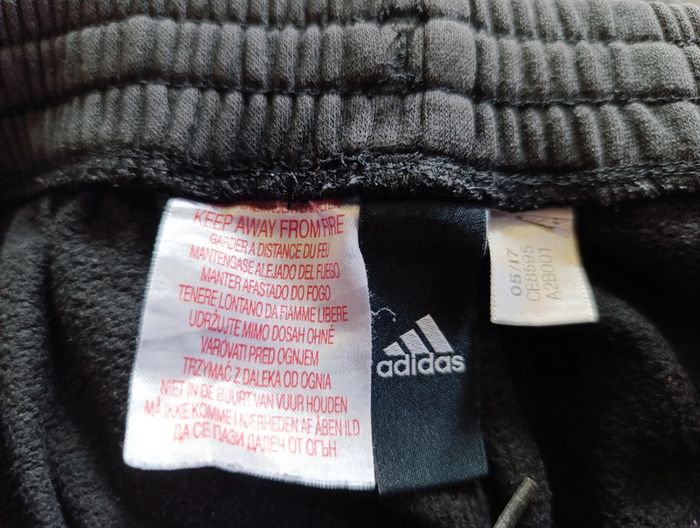 KEEP AWAY FROM FIRE
GARDER A DISTANCE DU FEU
MANTENGASE ALEJADO DEL FUEGO
MANTER AFASTADO DO FOGO
TENERE LONTANO DA FIAMME LIBERE
UDRŽUJTE MIMO DOSAH OHNĚ
VAROVATI PRED OGNJEM
TRZYMAĆ Z DALEKA OD OGNIA
NIET IN DE BUURT VAN VUUR HOUDEN
MÅ IKKE KOMME I NÆRHEDEN AF ÅBEN ILD
ДА СЕ ПАЗИ ДАЛЕЧ ОТ ОГЪН
adidas
05/17
CE8595
A2B001